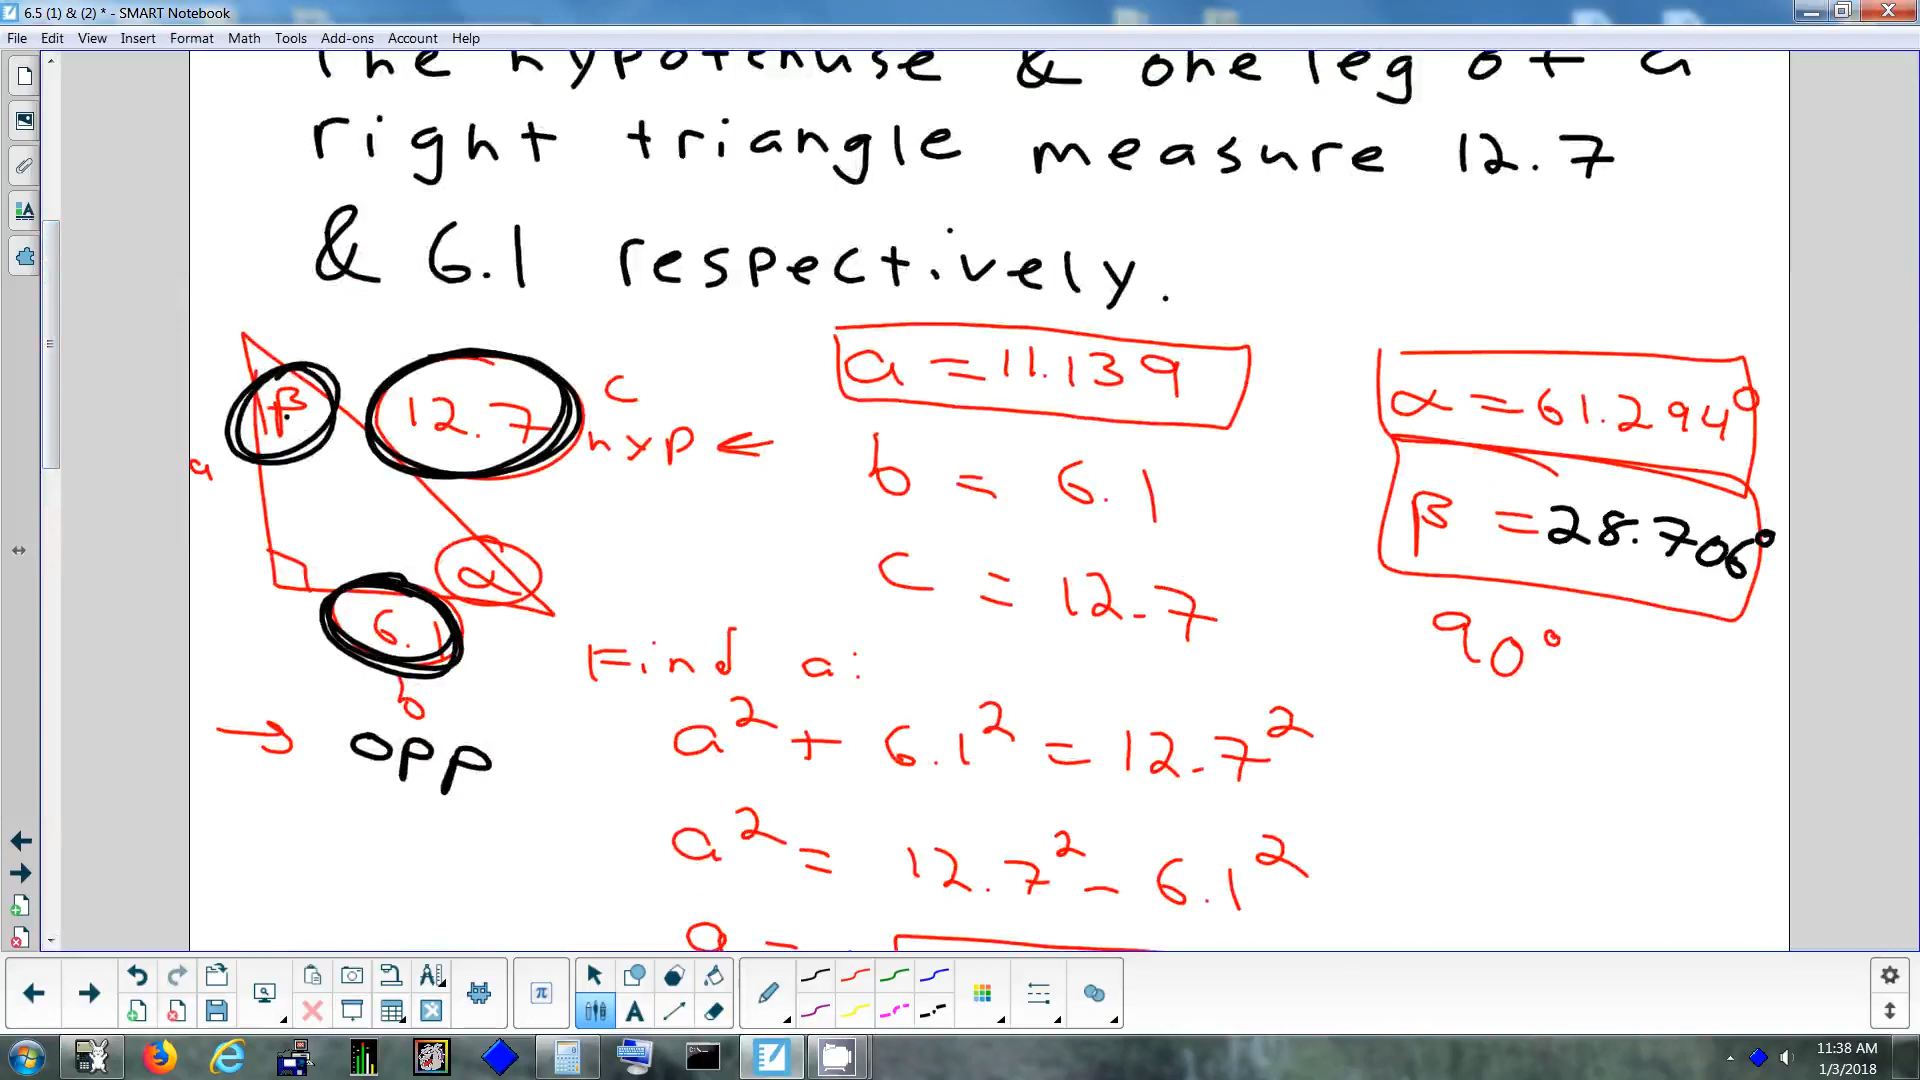 6.5 (1) & (2) * - SMART Notebook
File Edit View Insert Format Math Tools Add-ons Account Help
The hypotenuse & one leg of a
right triangle measure 12.7
& 6.1 respectively.
β 12.7 c
hyp ←
a
α
6.1
b
→ opp
a = 11.139
b = 6.1
c = 12.7
α = 61.294°
β = 28.706°
90°
Find a:
a² + 6.1² = 12.7²
a² = 12.7² - 6.1²
a =
11:38 AM
1/3/2018